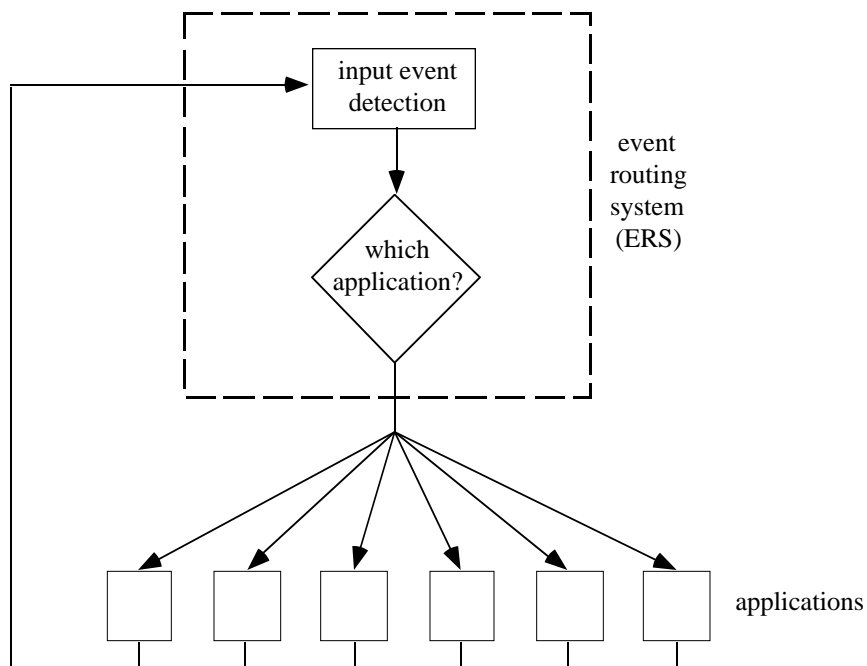 input event
detection
event
routing
system
(ERS)
which
application?
applications